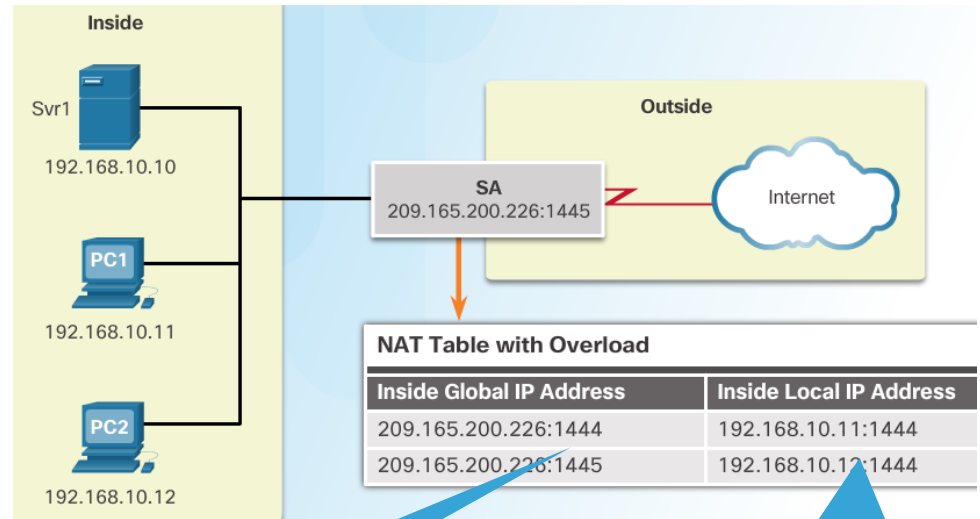 Inside
Svr1
192.168.10.10
PC1
192.168.10.11
PC2
192.168.10.12
Outside
SA
209.165.200.226:1445
Internet
NAT Table with Overload
Inside Global IP Address Inside Local IP Address
209.165.200.226:1444 192.168.10.11:1444
209.165.200.226:1445 192.168.10.12:1444